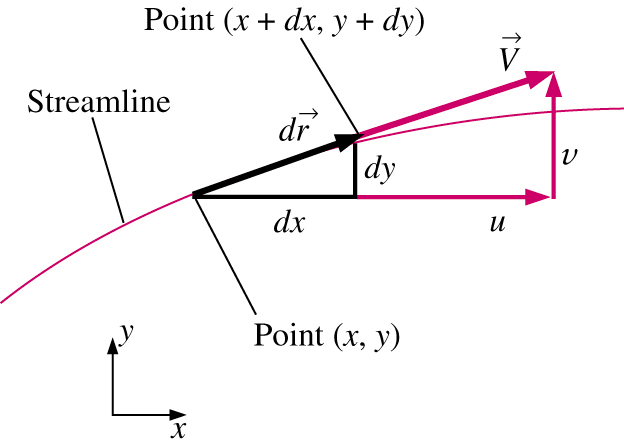 Point (x + dx, y + dy)
V⃗
Streamline
dr⃗
dy
v
dx
u
Point (x, y)
y
x